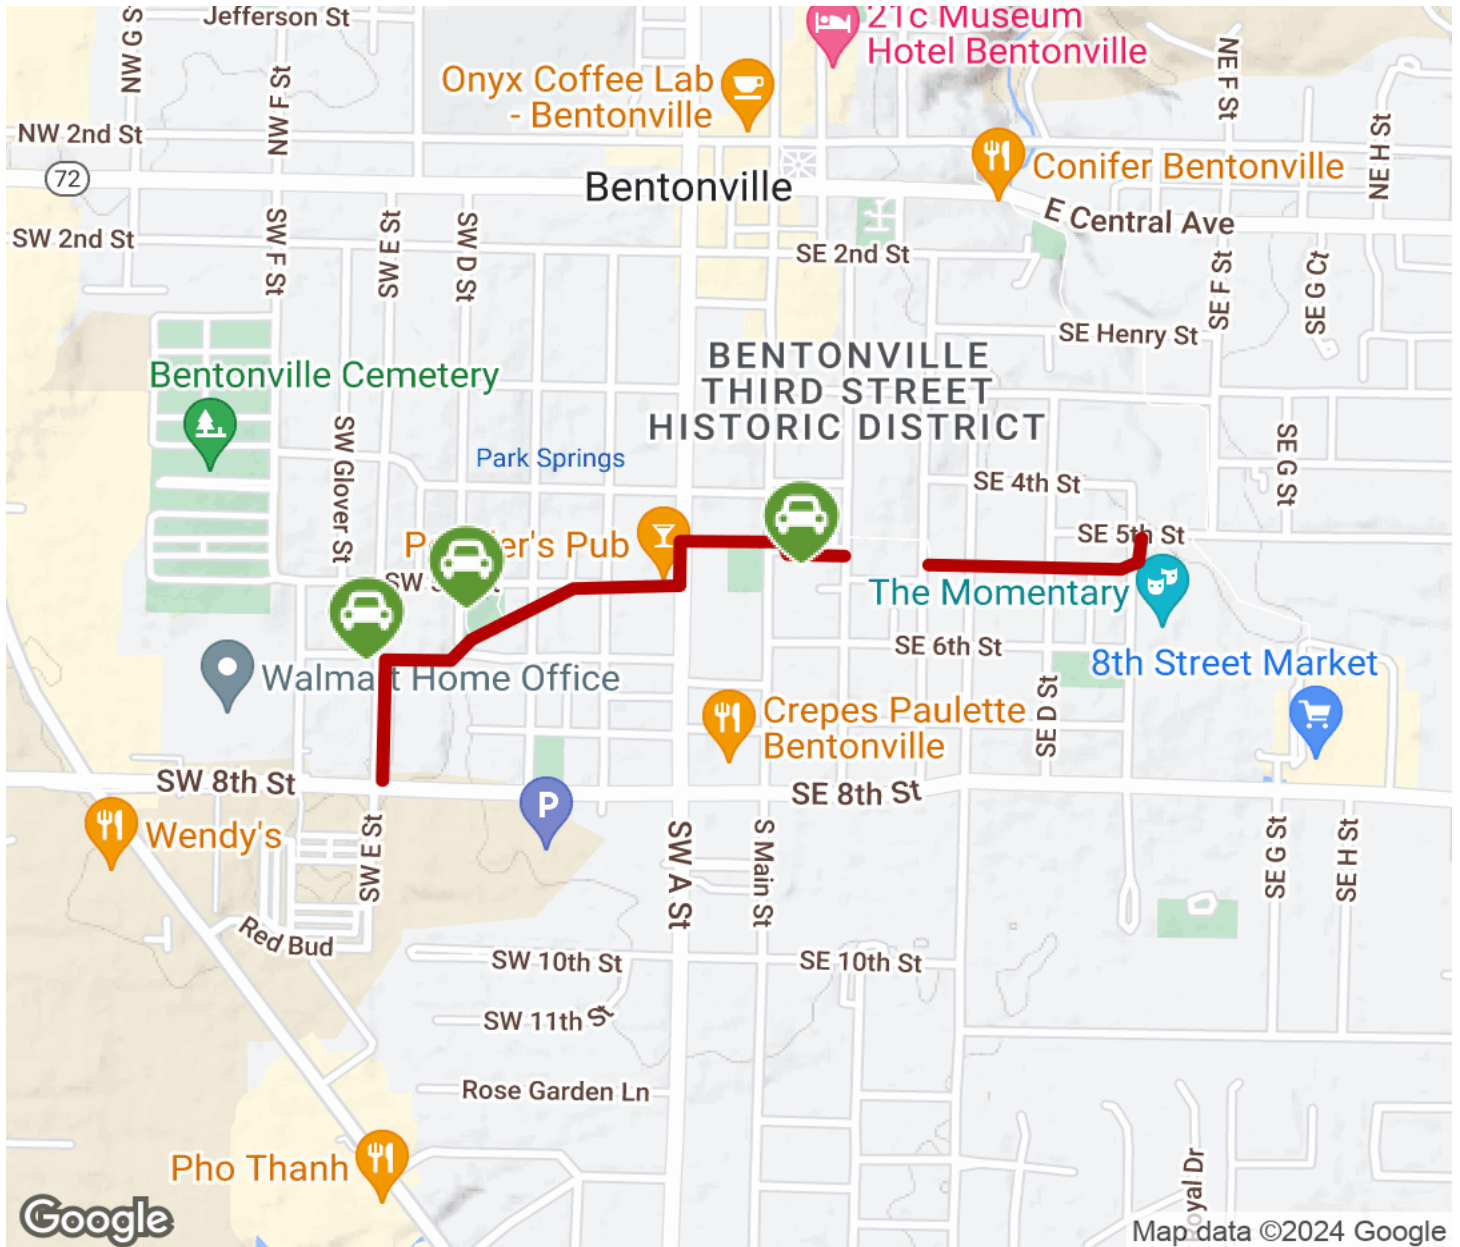 Jefferson St
NW G S
NW F St
21c Museum
Hotel Bentonville
Onyx Coffee Lab
- Bentonville
NE F St
NE H St
NW 2nd St
72
Bentonville
Conifer Bentonville
E Central Ave
SW 2nd St
SW F St
SW E St
SW D St
SE 2nd St
SE F St
SE G Ct
SE Henry St
BENTONVILLE
THIRD STREET
HISTORIC DISTRICT
Bentonville Cemetery
SW Glover St
Park Springs
SE 4th St
SE G St
SE 5th St
P er's Pub
SW
The Momentary
SE 6th St
8th Street Market
Walmart Home Office
SE D St
Crepes Paulette
Bentonville
SW 8th St
SE 8th St
P
Wendy's
SW E St
SW A St
S Main St
SE G St
SE H St
Red Bud
SW 10th St
SE 10th St
SW 11th St
Rose Garden Ln
Pho Thanh
Royal Dr
Google
Map data ©2024 Google